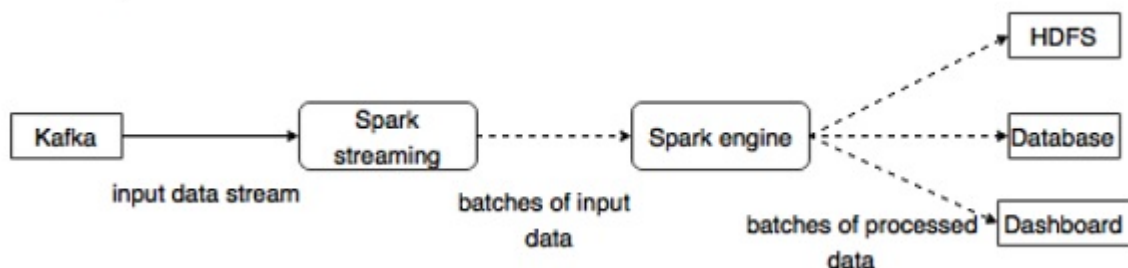 HDFS
Kafka
Spark
streaming
Spark engine
Database
input data stream
batches of input
data
batches of processed
data
Dashboard